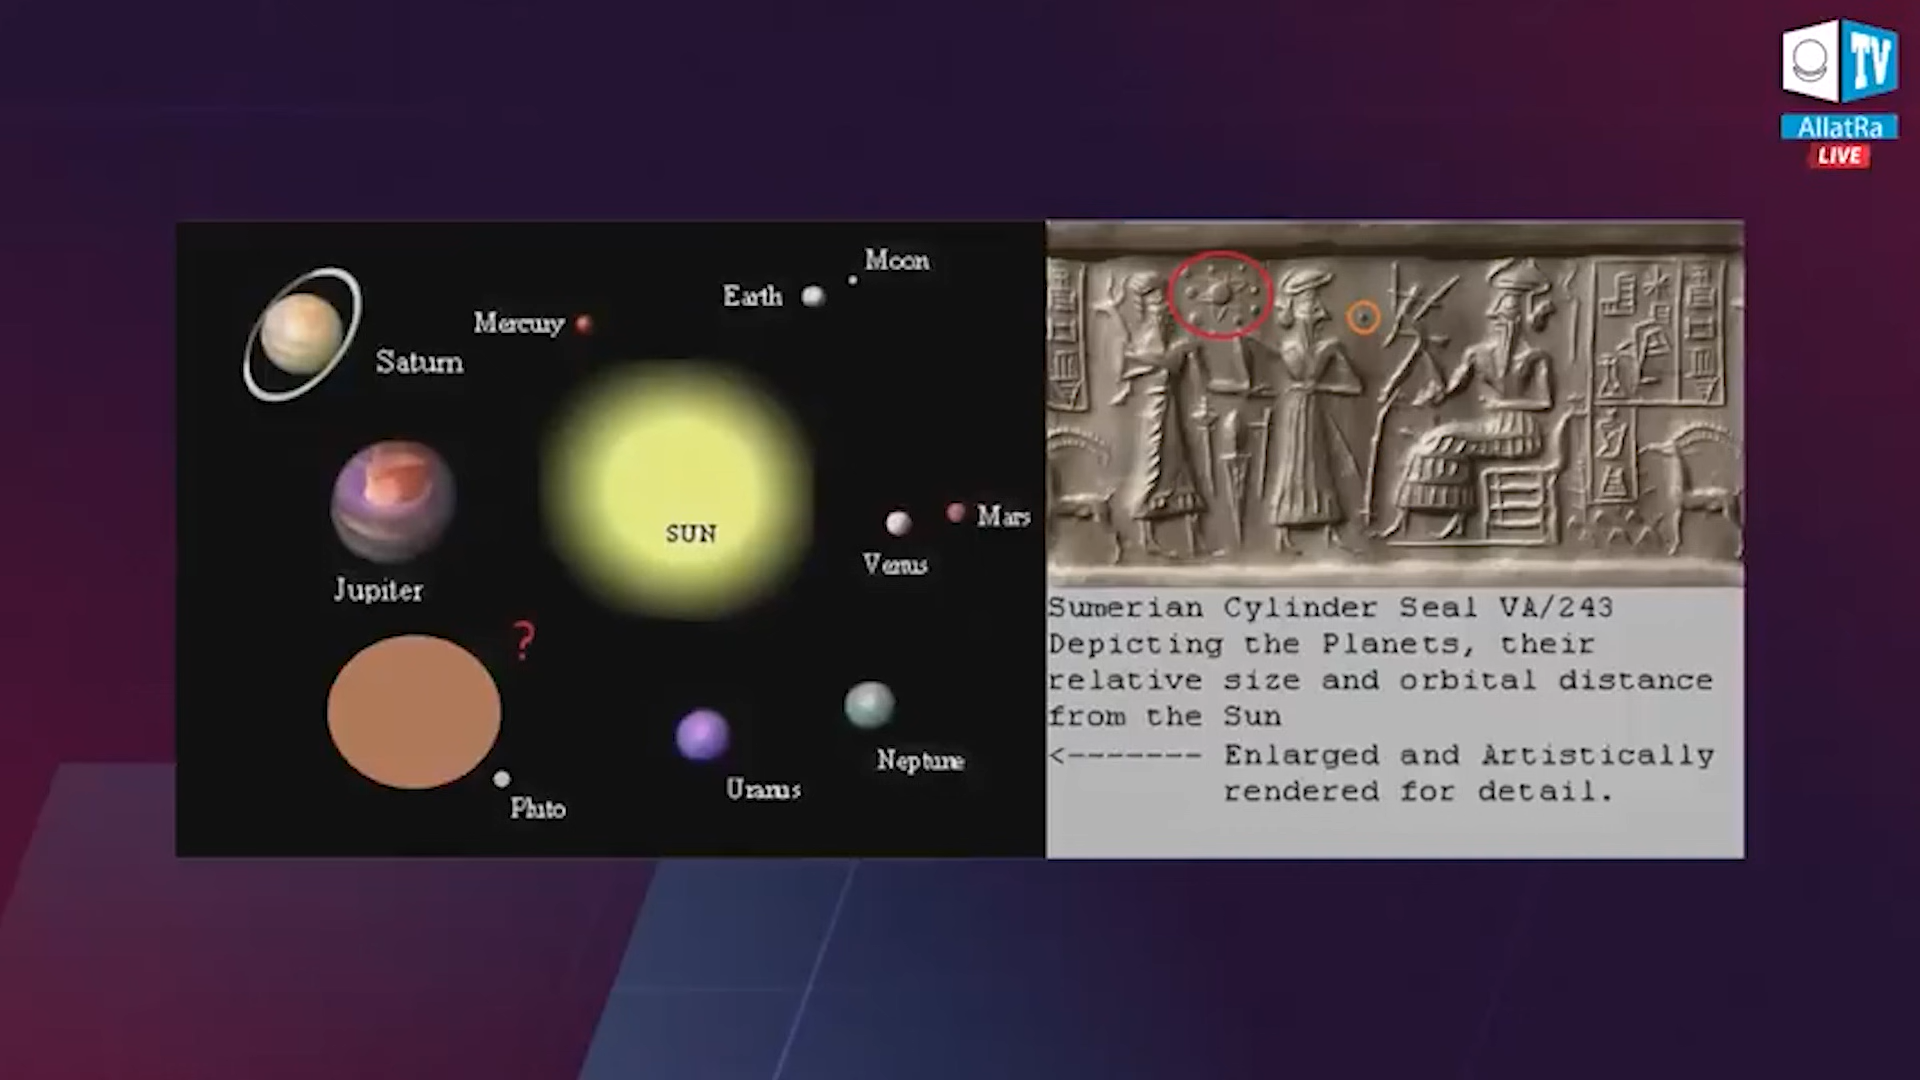 TV
AllatRa
LIVE
Moon
Earth
Mercury
Saturn
SUN
Mars
Venus
Jupiter
?
Neptune
Uranus
Pluto
Sumerian Cylinder Seal VA/243
Depicting the Planets, their
relative size and orbital distance
from the Sun
<------- Enlarged and Artistically
rendered for detail.